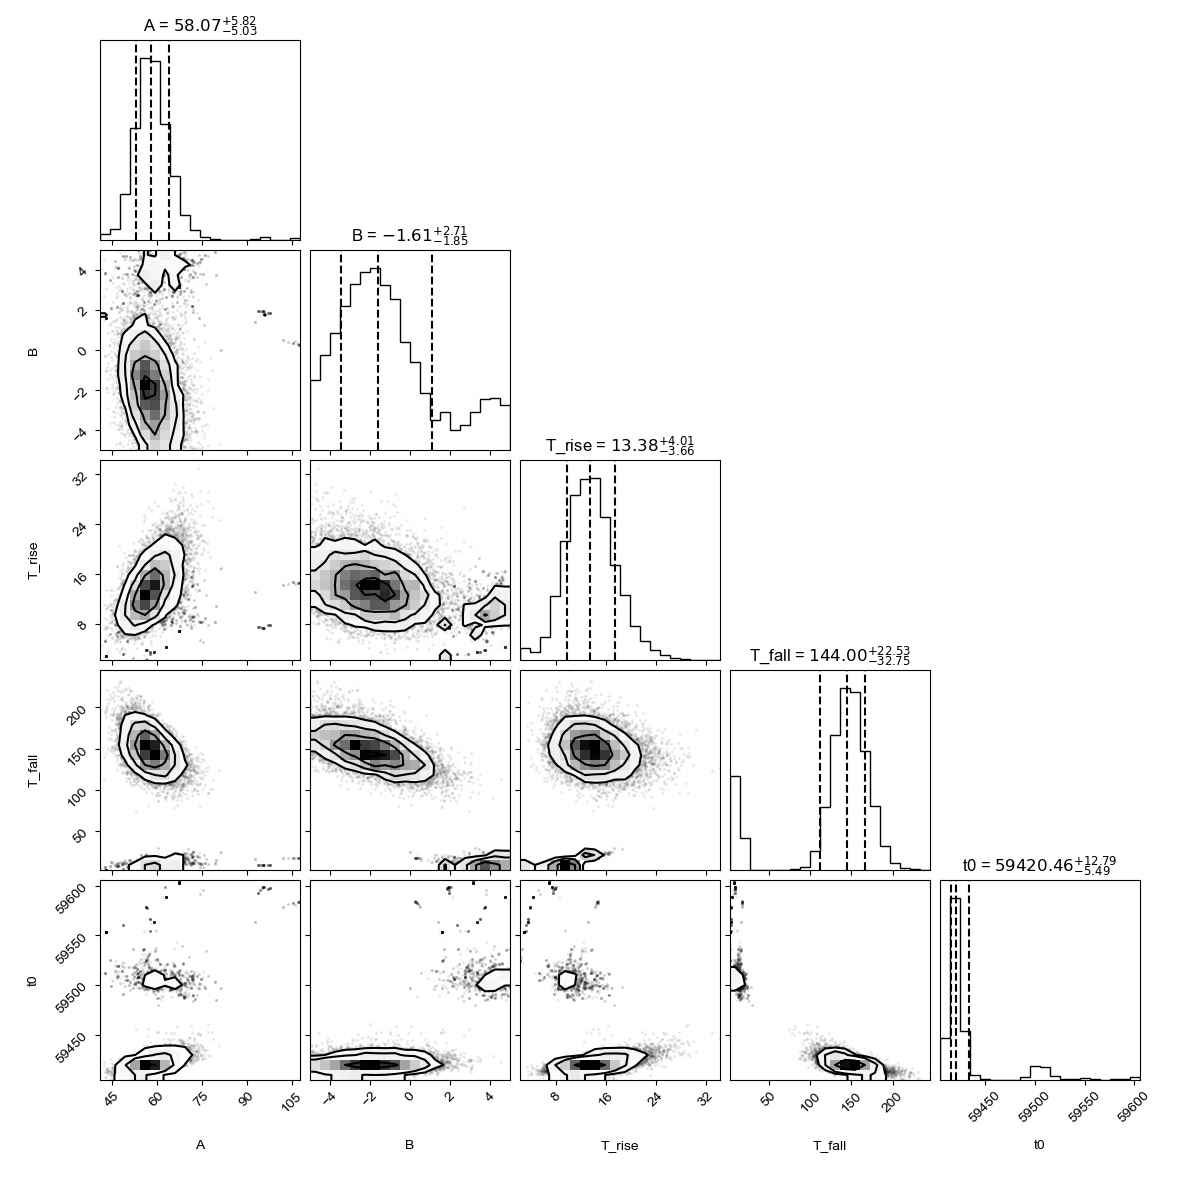 A = 58.07+5.82−5.03
B = −1.61+2.71−1.85
B
4
2
0
−2
−4
T_rise = 13.38+4.01−3.66
T_rise
32
24
16
8
T_fall = 144.00+22.53−32.75
T_fall
200
150
100
50
t0 = 59420.46+12.79−5.49
t0
59600
59550
59500
59450
45 60 75 90 105
−4 −2 0 2 4
8 16 24 32
50 100 150 200
59450 59500 59550 59600
A B T_rise T_fall t0